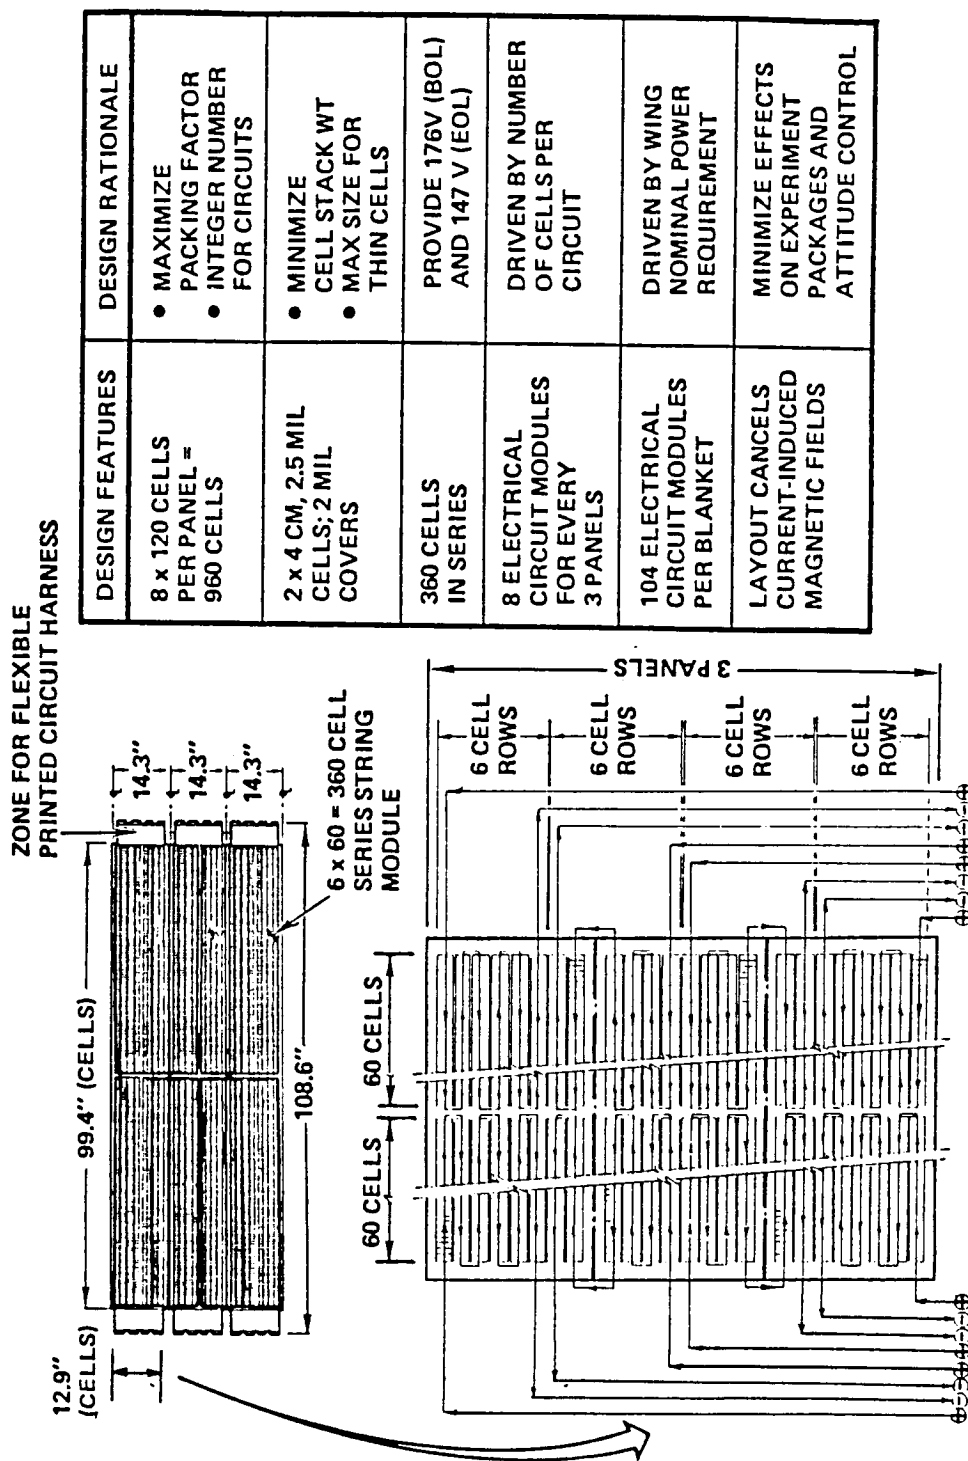 ZONE FOR FLEXIBLE
PRINTED CIRCUIT HARNESS
12.9"
(CELLS)
99.4" (CELLS)
14.3"
14.3"
14.3"
108.6"
6 x 60 = 360 CELL
SERIES STRING
MODULE
60 CELLS
60 CELLS
6 CELL
ROWS
6 CELL
ROWS
6 CELL
ROWS
6 CELL
ROWS
3 PANELS
DESIGN FEATURES
DESIGN RATIONALE
8 x 120 CELLS
PER PANEL =
960 CELLS
● MAXIMIZE
PACKING FACTOR
● INTEGER NUMBER
FOR CIRCUITS
2 x 4 CM, 2.5 MIL
CELLS; 2 MIL
COVERS
● MINIMIZE
CELL STACK WT
● MAX SIZE FOR
THIN CELLS
360 CELLS
IN SERIES
PROVIDE 176V (BOL)
AND 147 V (EOL)
8 ELECTRICAL
CIRCUIT MODULES
FOR EVERY
3 PANELS
DRIVEN BY NUMBER
OF CELLS PER
CIRCUIT
104 ELECTRICAL
CIRCUIT MODULES
PER BLANKET
DRIVEN BY WING
NOMINAL POWER
REQUIREMENT
LAYOUT CANCELS
CURRENT-INDUCED
MAGNETIC FIELDS
MINIMIZE EFFECTS
ON EXPERIMENT
PACKAGES AND
ATTITUDE CONTROL